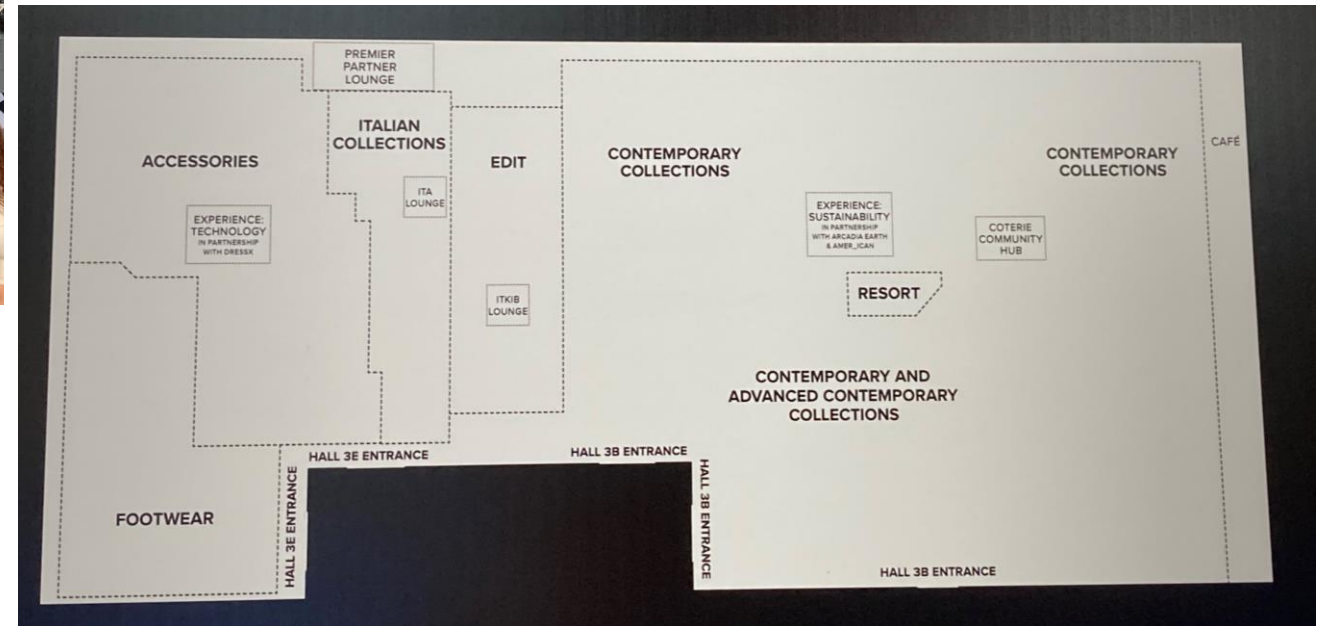 PREMIER
PARTNER
LOUNGE
ITALIAN
COLLECTIONS
ACCESSORIES
EDIT
CONTEMPORARY
COLLECTIONS
CONTEMPORARY
COLLECTIONS
CAFÉ
ITA
LOUNGE
EXPERIENCE:
TECHNOLOGY
IN PARTNERSHIP
WITH DRESSX
EXPERIENCE:
SUSTAINABILITY
IN PARTNERSHIP
WITH ARCADIA EARTH
& AMER_ICAN
COTERIE
COMMUNITY
HUB
ITKIB
LOUNGE
RESORT
CONTEMPORARY AND
ADVANCED CONTEMPORARY
COLLECTIONS
HALL 3E ENTRANCE
HALL 3B ENTRANCE
FOOTWEAR
HALL 3E ENTRANCE
HALL 3B ENTRANCE
HALL 3B ENTRANCE